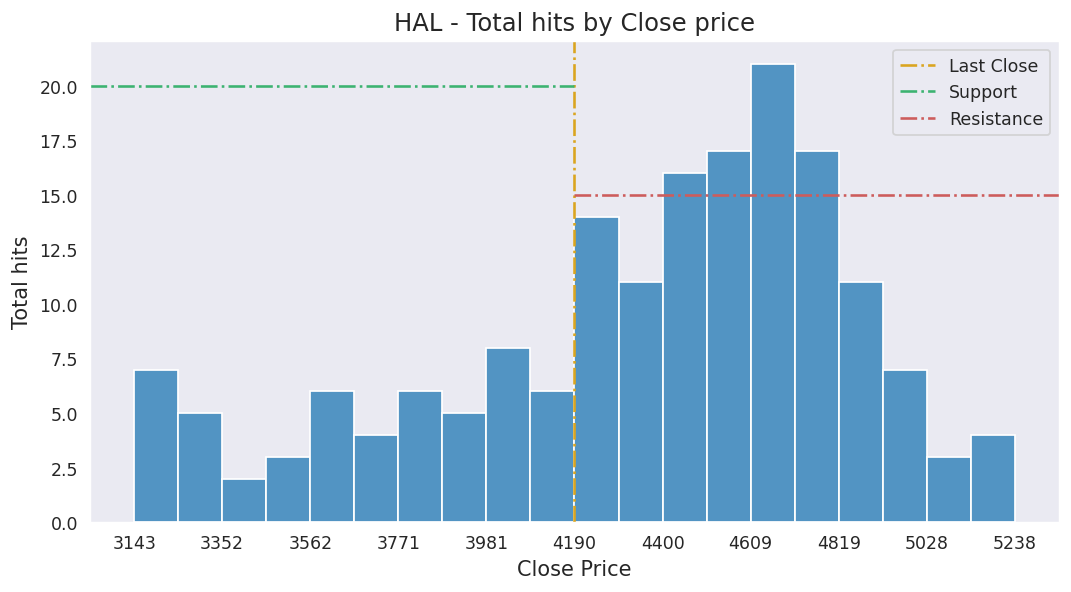 HAL - Total hits by Close price
Last Close
Support
Resistance
Total hits
20.0
17.5
15.0
12.5
10.0
7.5
5.0
2.5
0.0
3143 3352 3562 3771 3981 4190 4400 4609 4819 5028 5238
Close Price